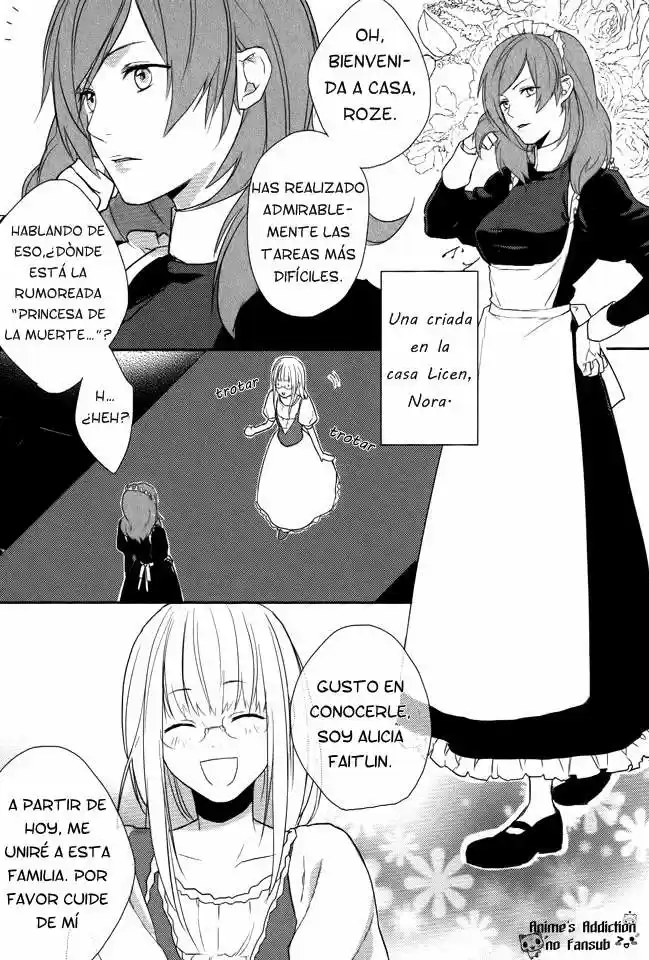 OH,
BIENVENI-
DA A CASA,
ROZE.
HAS REALIZADO
ADMIRABLE-
MENTE LAS
TAREAS MÁS
DIFÍCILES.
Una criada
en la
casa Licen,
Nora.
HABLANDO DE
ESO,¿DÒNDE
ESTÁ LA
RUMOREADA
“PRINCESA DE
LA MUERTE...”?
H...
¿HEH?
trotar
trotar
GUSTO EN
CONOCERLE,
SOY ALICIA
FAITLIN.
A PARTIR DE
HOY, ME
UNIRÉ A ESTA
FAMILIA. POR
FAVOR CUIDE
DE MÍ
Anime's Addiction
no Fansub